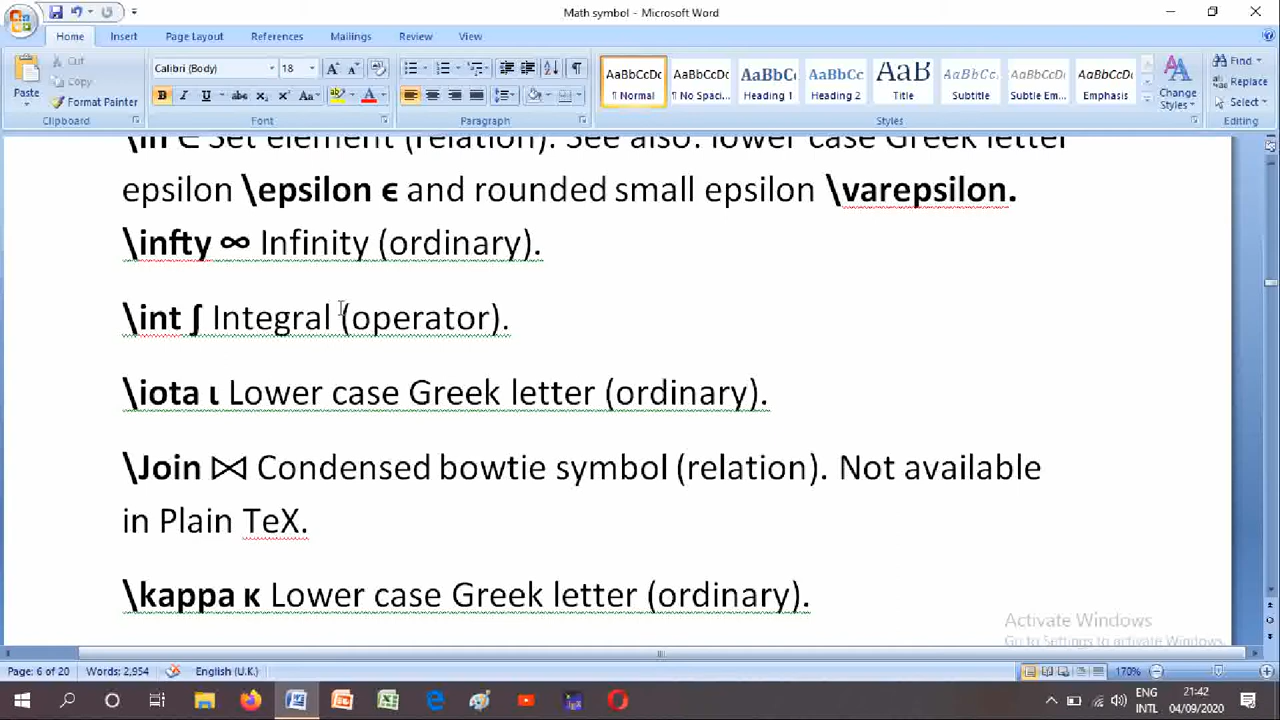 Math symbol - Microsoft Word
Home Insert Page Layout References Mailings Review View
Paste
Cut
Copy
Format Painter
Clipboard
Calibri (Body) 18
Font
Paragraph
AaBbCcDc AaBbCcDc AaBbC AaBbCc AaB AaBbCcL AaBbCcDc AaBbCcDc
¶ Normal ¶ No Spaci... Heading 1 Heading 2 Title Subtitle Subtle Em... Emphasis
Change
Styles
Styles
Find
Replace
Select
Editing
\in ∈ Set element (relation). See also: lower case Greek letter
epsilon \epsilon ϵ and rounded small epsilon \varepsilon.
\infty ∞ Infinity (ordinary).
\int ∫ Integral (operator).
\iota ι Lower case Greek letter (ordinary).
\Join ⋈ Condensed bowtie symbol (relation). Not available
in Plain TeX.
\kappa κ Lower case Greek letter (ordinary).
Activate Windows
Go to Settings to activate Windows.
Page: 6 of 20 Words: 2,954 English (U.K.) 170%
ENG
INTL
21:42
04/09/2020